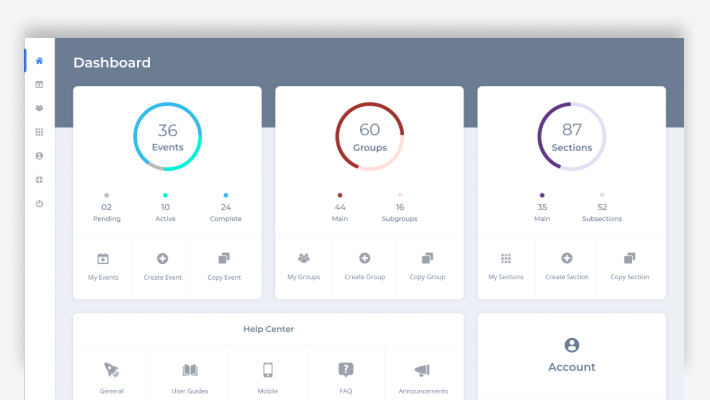 Dashboard
36
Events
02
Pending
10
Active
24
Complete
My Events
Create Event
Copy Event
60
Groups
44
Main
16
Subgroups
My Groups
Create Group
Copy Group
87
Sections
35
Main
52
Subsections
My Sections
Create Section
Copy Section
Help Center
General
User Guides
Mobile
FAQ
Announcements
Account